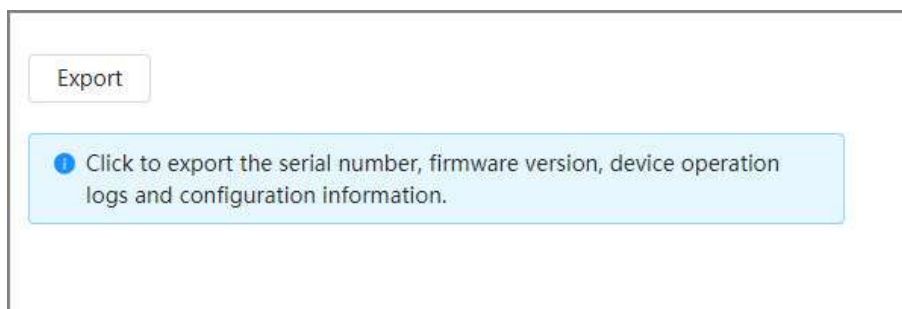 Export
Click to export the serial number, firmware version, device operation
logs and configuration information.